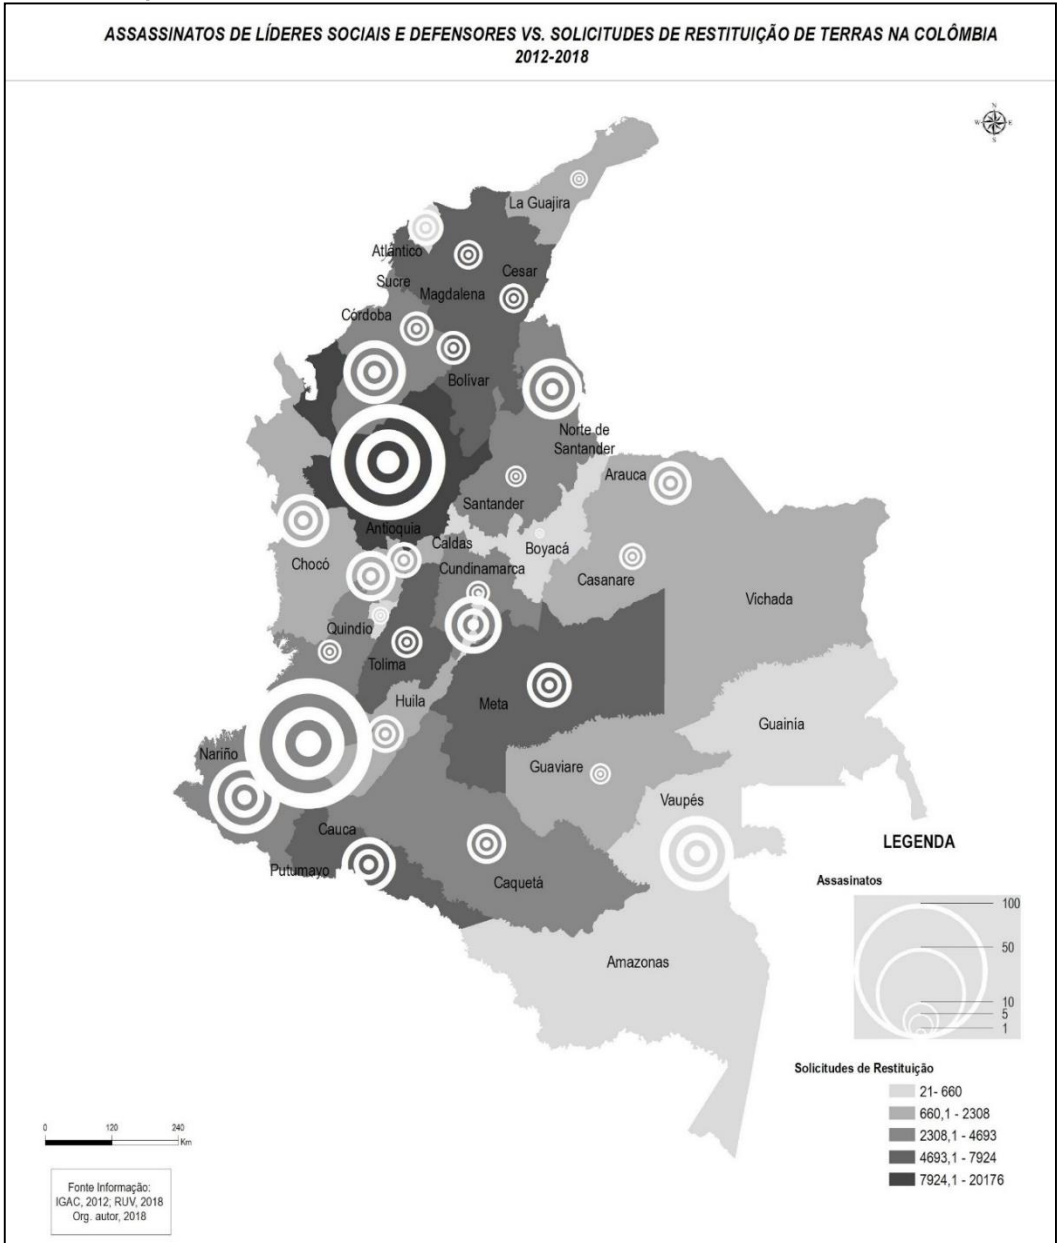 ASSASSINATOS DE LÍDERES SOCIAIS E DEFENSORES VS. SOLICITUDES DE RESTITUIÇÃO DE TERRAS NA COLÔMBIA
2012-2018
N
W E
S
La Guajira
Atlántico
Cesar
Sucre
Magdalena
Córdoba
Bolívar
Norte de
Santander
Arauca
Santander
Antioquia
Caldas
Boyacá
Chocó
Cundinamarca
Casanare
Vichada
Quindío
Tolima
Huila
Meta
Guainía
Nariño
Guaviare
Vaupés
Cauca
Putumayo
Caquetá
Amazonas
LEGENDA
Assasinatos
100
50
10
5
1
Solicitudes de Restituição
21- 660
660,1 - 2308
2308,1 - 4693
4693,1 - 7924
7924,1 - 20176
0 120 240
Km
Fonte Informação:
IGAC, 2012; RUV, 2018
Org. autor, 2018